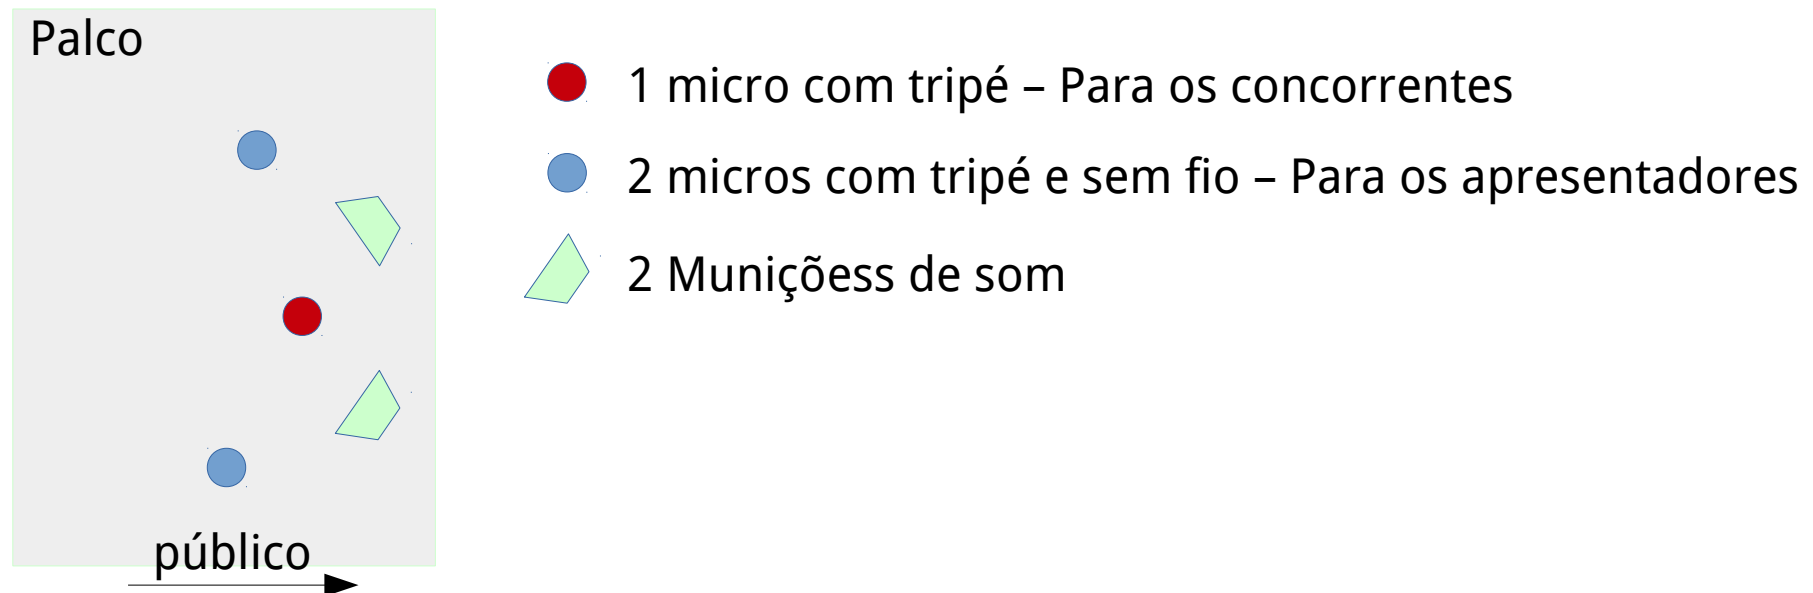 Palco
1 micro com tripé – Para os concorrentes
2 micros com tripé e sem fio – Para os apresentadores
2 Muniçõess de som
público